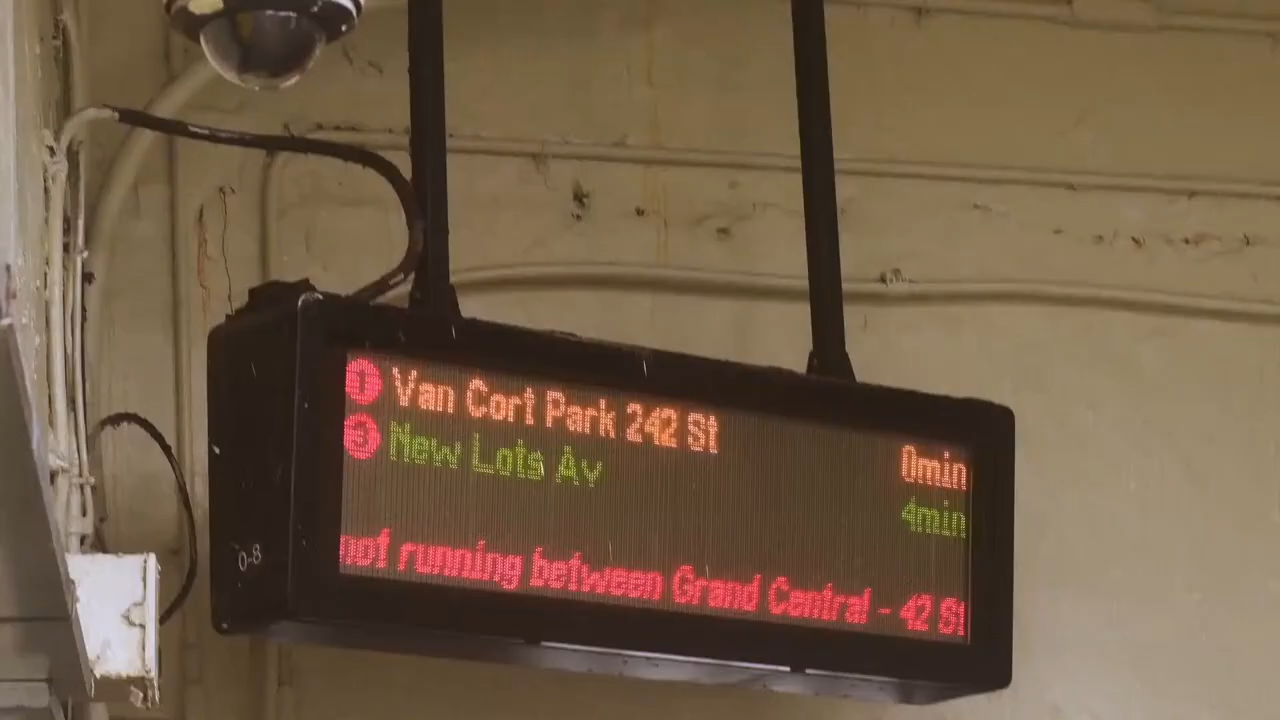 1 Van Cort Park 242 St 0min
3 New Lots Av 4min
not running between Grand Central - 42 St
0-8